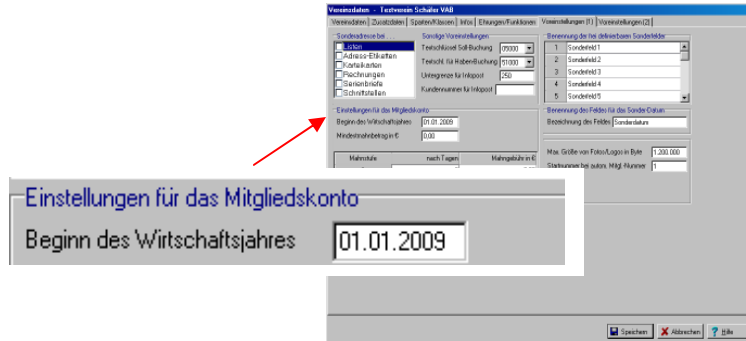 Vereinsdaten - Testverein Schäfer VAB
Vereinsdaten Zusatzdaten Sparten/Klassen Infos Ehrungen/Funktionen Voreinstellungen (1) Voreinstellungen (2)
Sonderadresse bei . . .
Listen
Adress-Etiketten
Karteikarten
Rechnungen
Serienbriefe
Schnittstellen
Sonstige Voreinstellungen
Textschlüssel Soll-Buchung 05000
Textschl. für Haben-Buchung 51000
Untergrenze für Infopost 250
Kundennummer für Infopost
Benennung der frei definierbaren Sonderfelder
1 Sonderfeld 1
2 Sonderfeld 2
3 Sonderfeld 3
4 Sonderfeld 4
5 Sonderfeld 5
Einstellungen für das Mitgliedskonto
Beginn des Wirtschaftsjahres 01.01.2009
Mindestmahnbetrag in € 0,00
Mahnstufe nach Tagen Mahngebühr in €
Benennung des Feldes für das Sonder-Datum
Bezeichnung des Feldes Sonderdatum
Max. Größe von Fotos/Logos in Byte 1.200.000
Startnummer bei autom. Mitgl.-Nummer 1
Einstellungen für das Mitgliedskonto
Beginn des Wirtschaftsjahres 01.01.2009
Speichern Abbrechen Hilfe